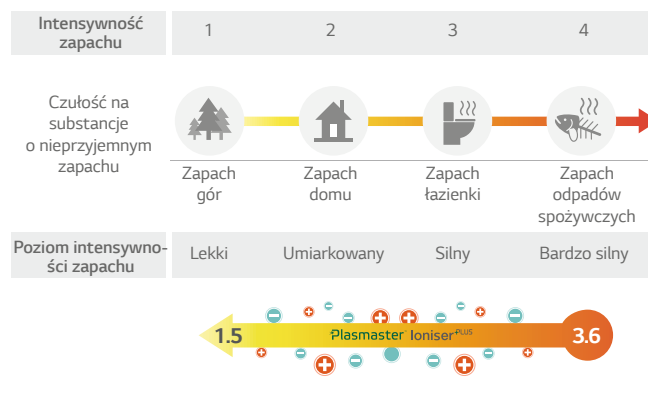 Intensywność
zapachu
1 2 3 4
Czułość na
substancje
o nieprzyjemnym
zapachu
Zapach
gór
Zapach
domu
Zapach
łazienki
Zapach
odpadów
spożywczych
Poziom intensywno-
ści zapachu
Lekki Umiarkowany Silny Bardzo silny
1.5 Plasmaster Ioniser PLUS 3.6